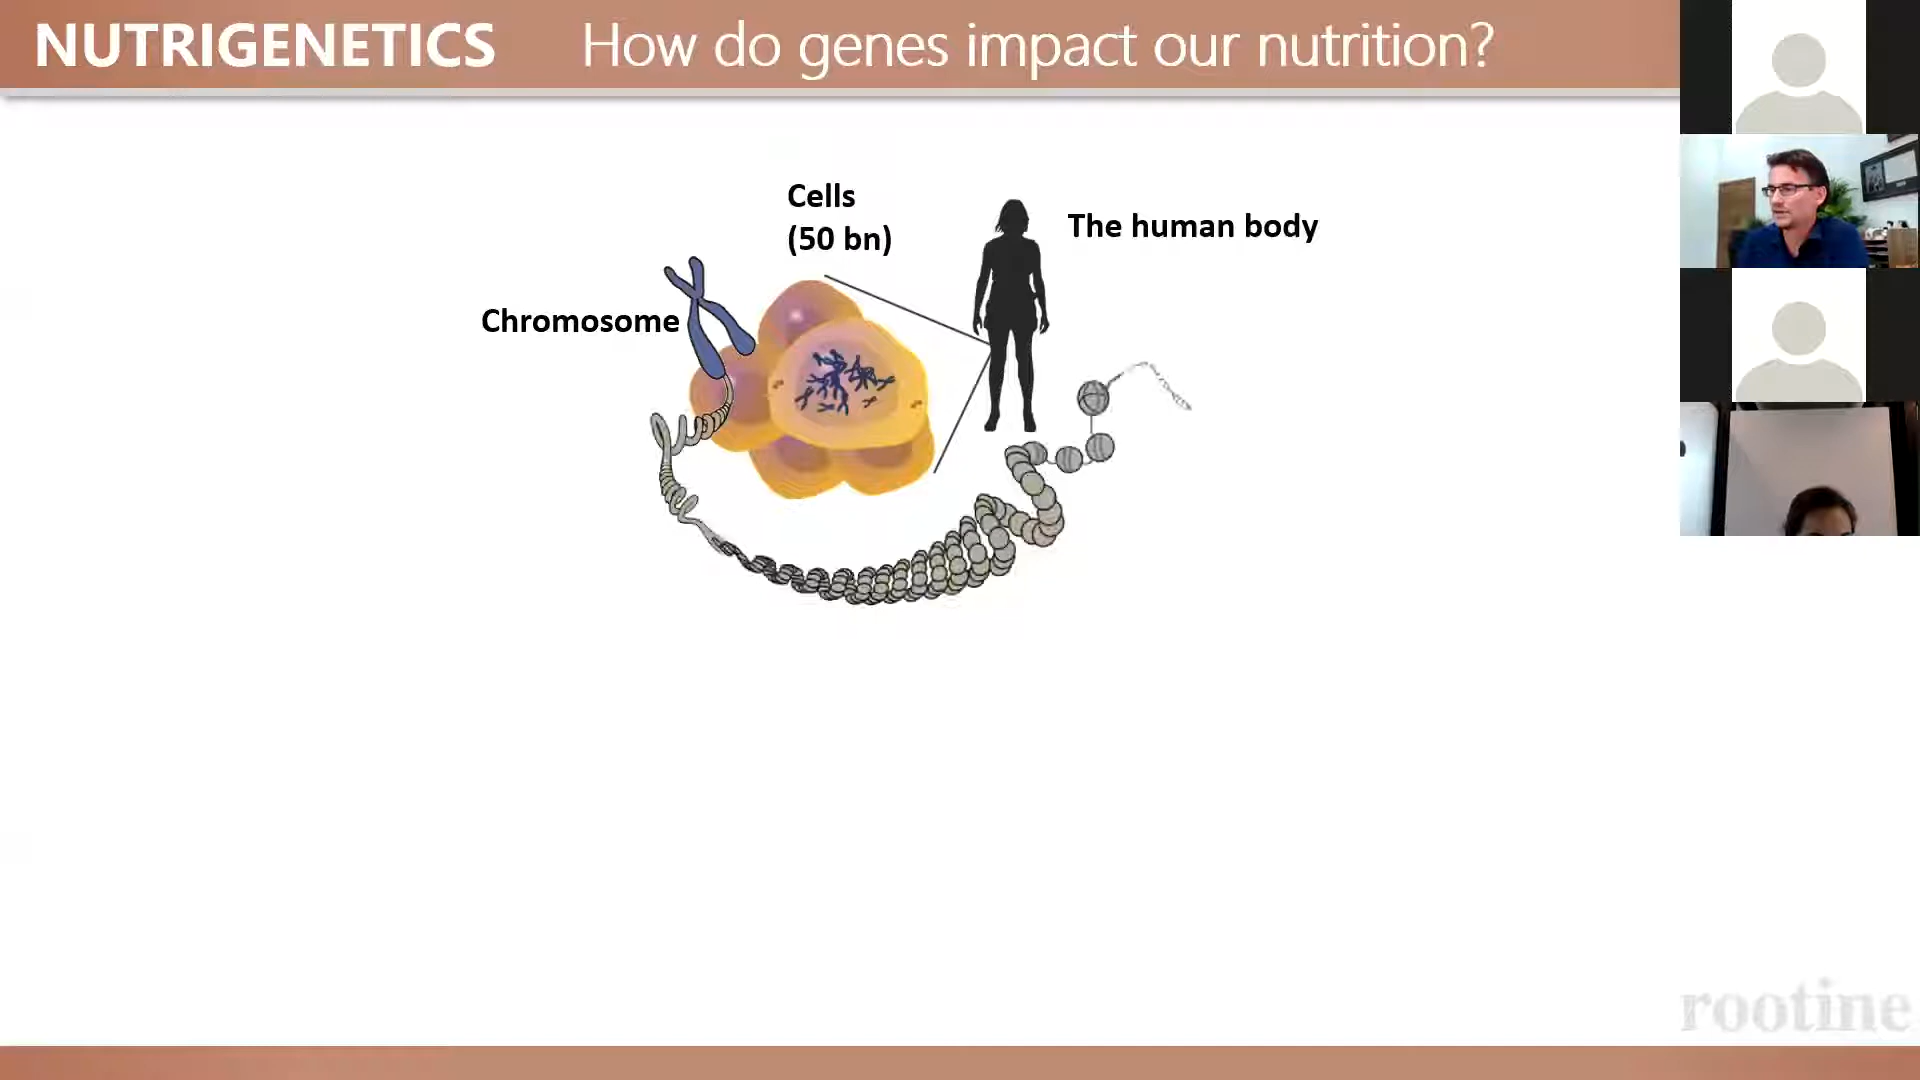 NUTRIGENETICS How do genes impact our nutrition?
Cells
(50 bn)
The human body
Chromosome
rootine